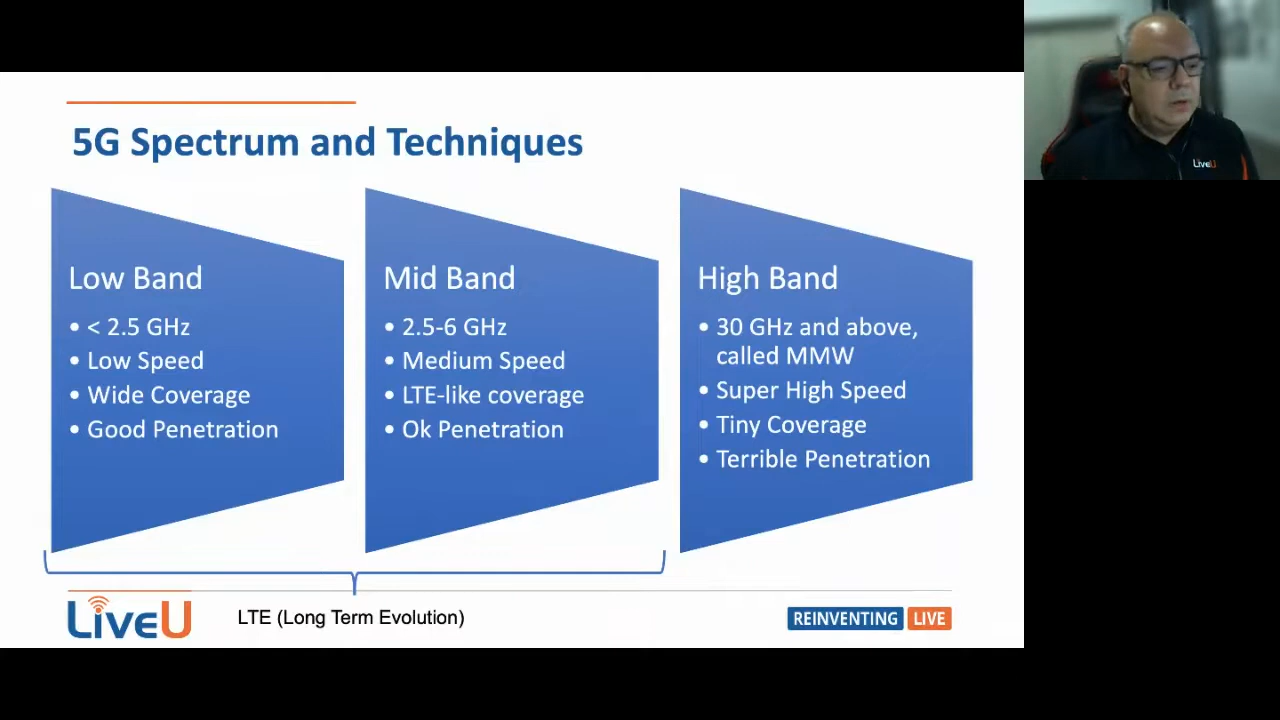 5G Spectrum and Techniques
Low Band
• < 2.5 GHz
• Low Speed
• Wide Coverage
• Good Penetration
Mid Band
• 2.5-6 GHz
• Medium Speed
• LTE-like coverage
• Ok Penetration
High Band
• 30 GHz and above,
called MMW
• Super High Speed
• Tiny Coverage
• Terrible Penetration
LiveU
LTE (Long Term Evolution)
REINVENTING LIVE
LiveU